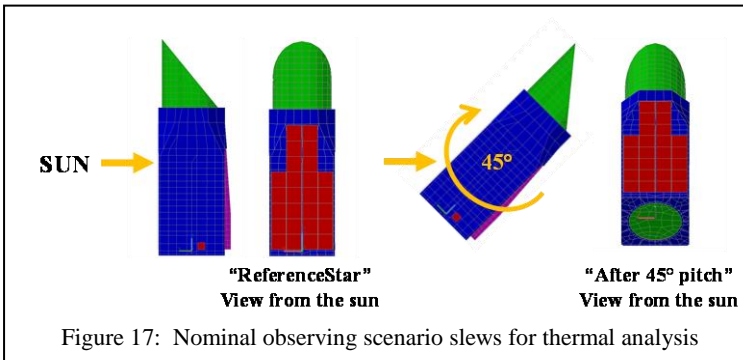 SUN
45°
"ReferenceStar"
View from the sun
"After 45° pitch"
View from the sun
Figure 17:  Nominal observing scenario slews for thermal analysis